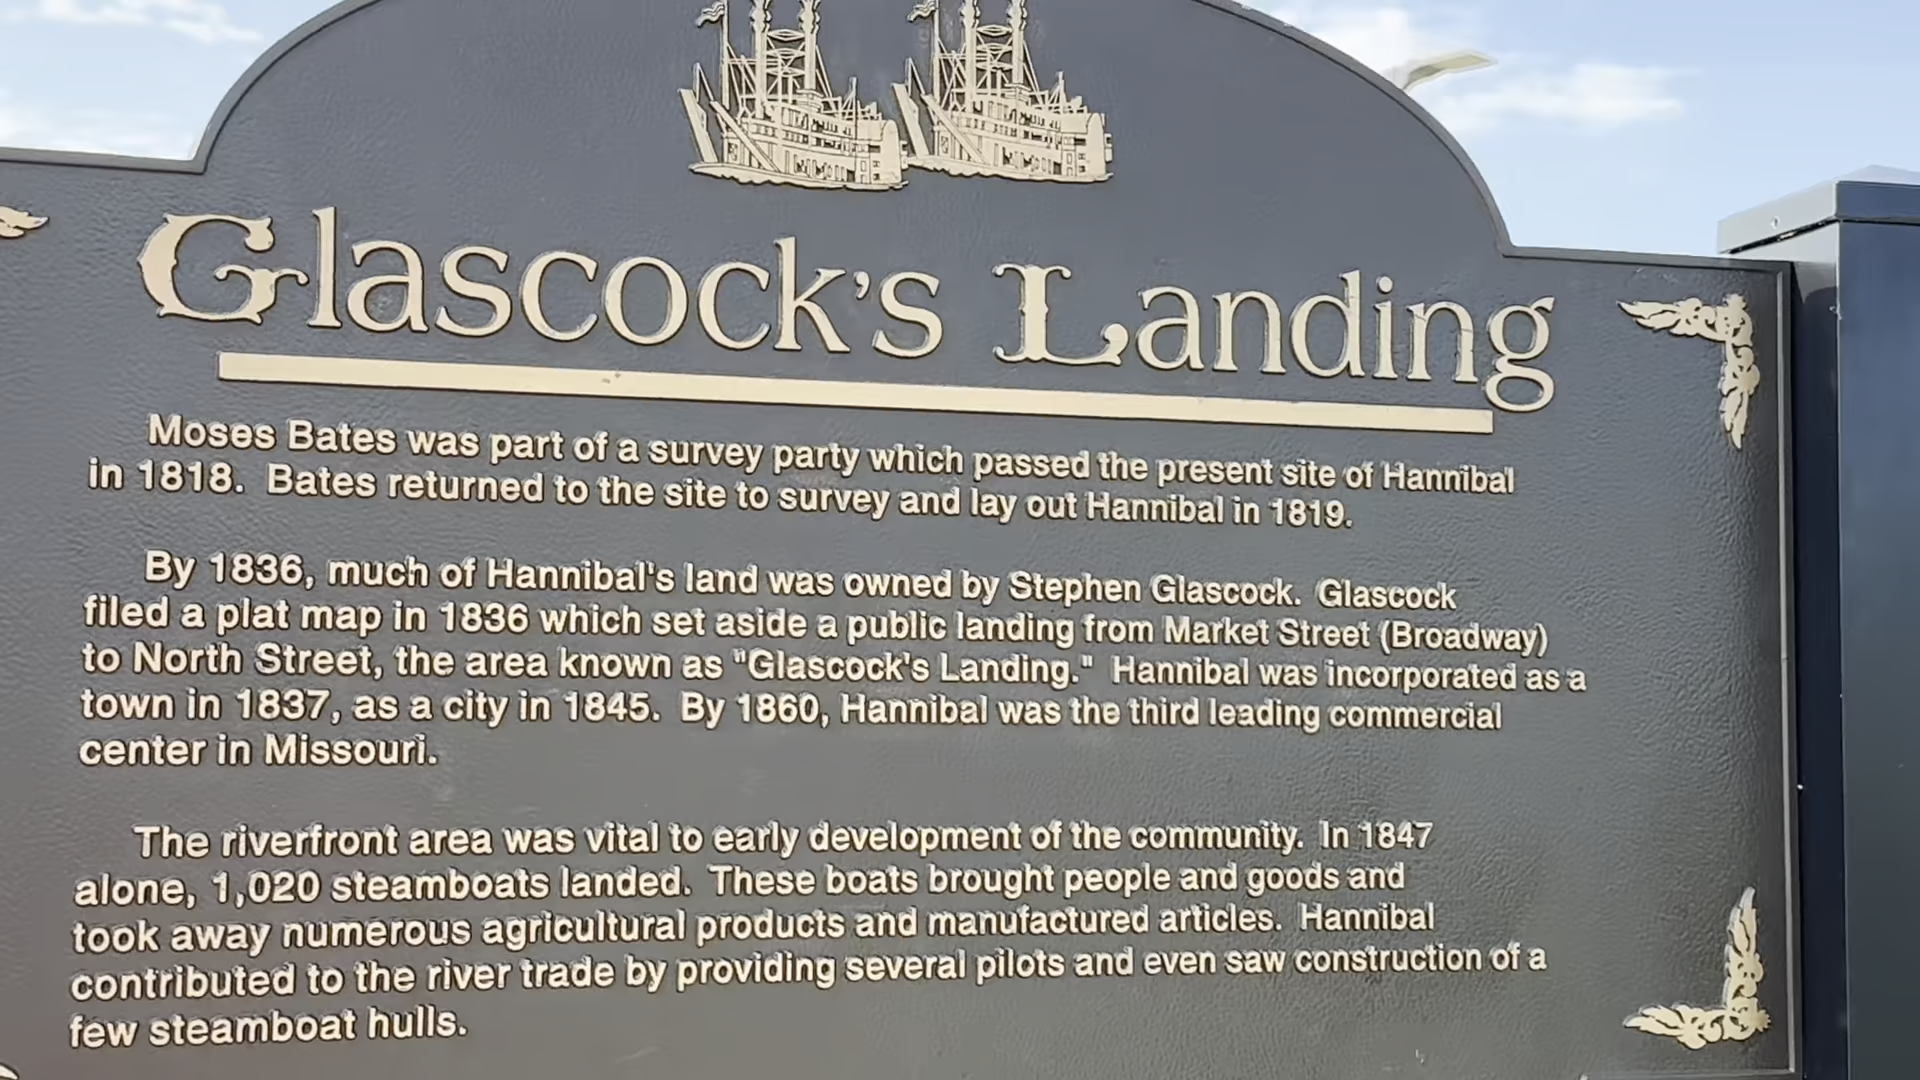 Glascock's Landing
Moses Bates was part of a survey party which passed the present site of Hannibal
in 1818. Bates returned to the site to survey and lay out Hannibal in 1819.
By 1836, much of Hannibal's land was owned by Stephen Glascock. Glascock
filed a plat map in 1836 which set aside a public landing from Market Street (Broadway)
to North Street, the area known as "Glascock's Landing." Hannibal was incorporated as a
town in 1837, as a city in 1845. By 1860, Hannibal was the third leading commercial
center in Missouri.
The riverfront area was vital to early development of the community. In 1847
alone, 1,020 steamboats landed. These boats brought people and goods and
took away numerous agricultural products and manufactured articles. Hannibal
contributed to the river trade by providing several pilots and even saw construction of a
few steamboat hulls.